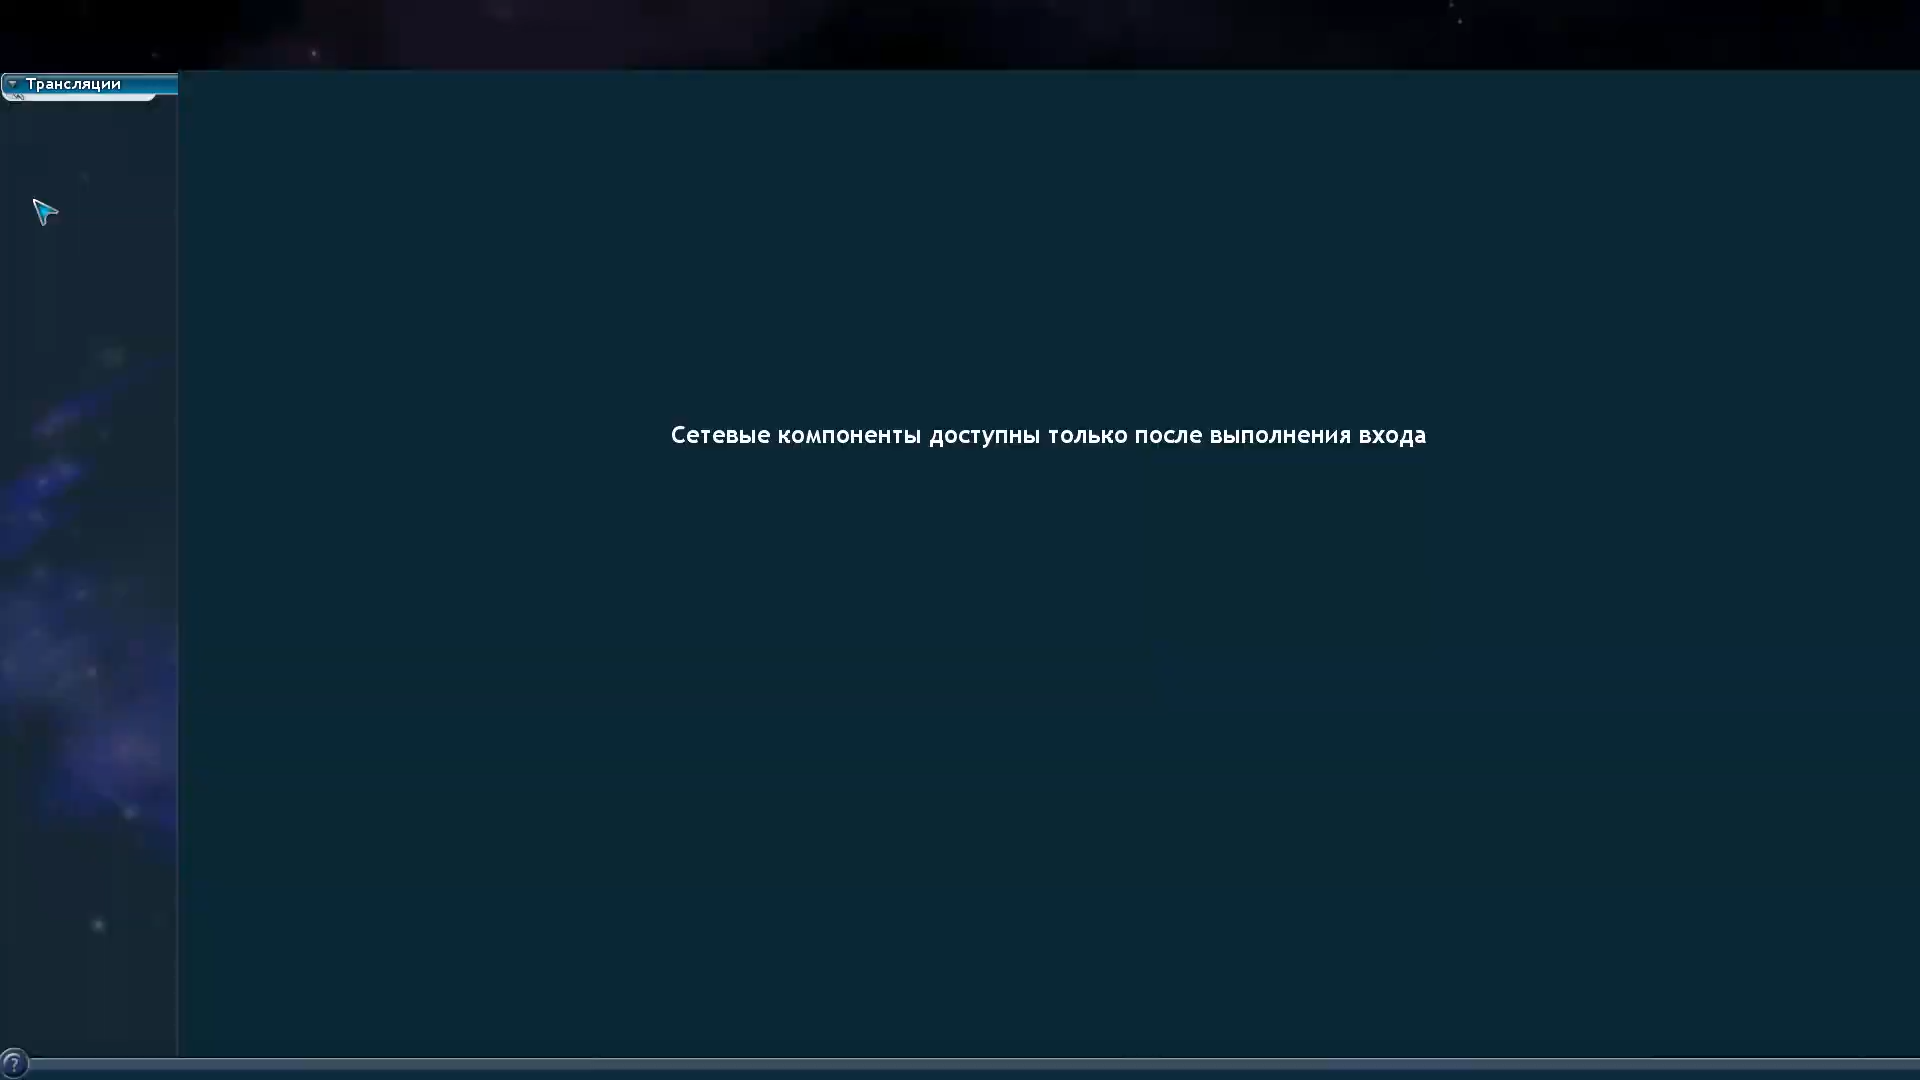 Трансляции
Сетевые компоненты доступны только после выполнения входа
?